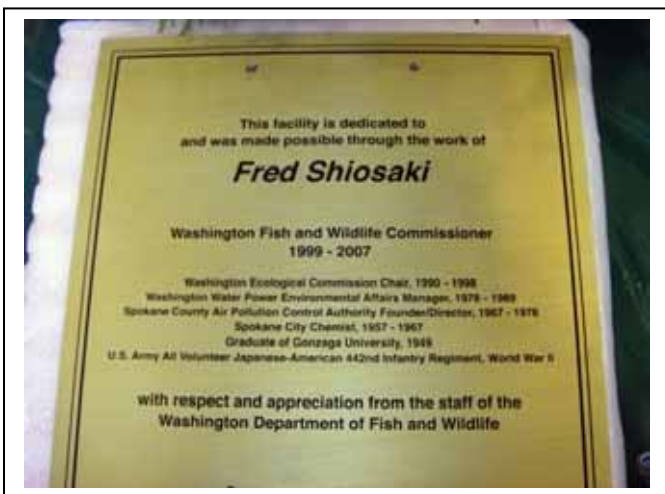 This facility is dedicated to
and was made possible through the work of
Fred Shiosaki
Washington Fish and Wildlife Commissioner
1999 - 2007
Washington Ecological Commission Chair, 1990 - 1998
Washington Water Power Environmental Affairs Manager, 1978 - 1989
Spokane County Air Pollution Control Authority Founder/Director, 1967 - 1978
Spokane City Chemist, 1957 - 1967
Graduate of Gonzaga University, 1949
U.S. Army All Volunteer Japanese-American 442nd Infantry Regiment, World War II
with respect and appreciation from the staff of the
Washington Department of Fish and Wildlife